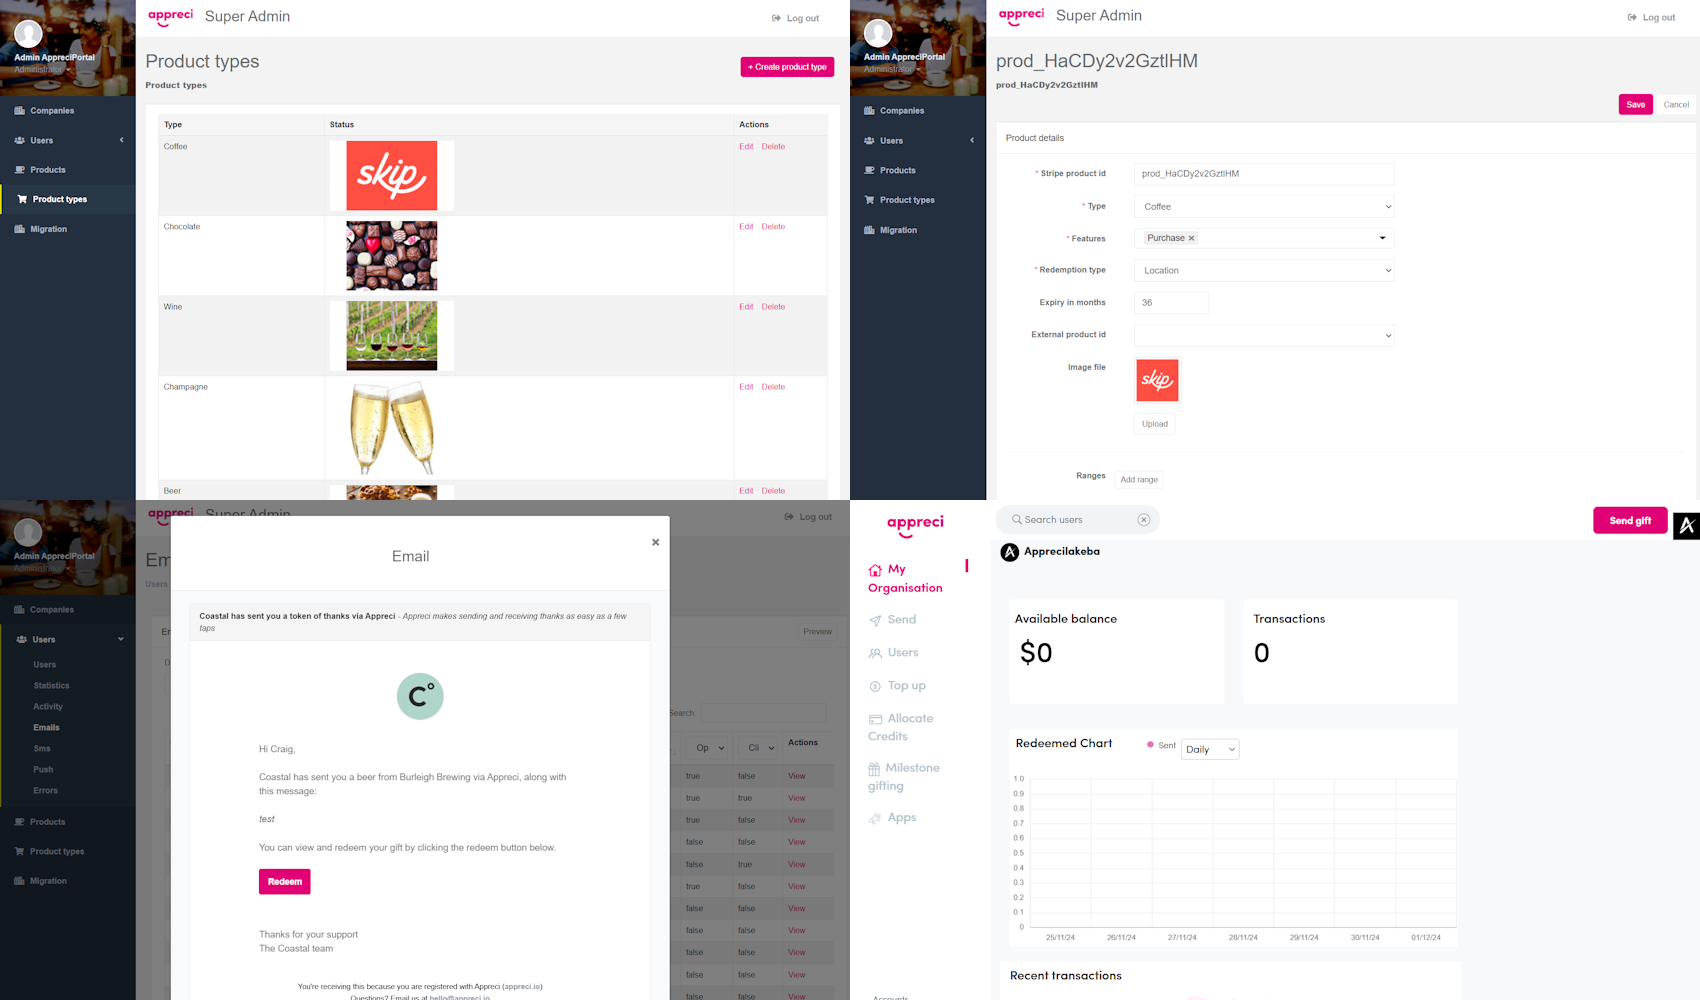 appreci Super Admin
Log out
Admin AppreciPortal
Administrator
Companies
Users
Products
Product types
Migration
Product types
+ Create product type
Product types
Type Status Actions
Coffee skip Edit Delete
Chocolate Edit Delete
Wine Edit Delete
Champagne Edit Delete
Beer Edit Delete
appreci Super Admin
Log out
Admin AppreciPortal
Administrator
Companies
Users
Products
Product types
Migration
prod_HaCDy2v2GztlHM
prod_HaCDy2v2GztlHM
Save Cancel
Product details
* Stripe product id prod_HaCDy2v2GztlHM
* Type Coffee
* Features Purchase ×
* Redemption type Location
Expiry in months 36
External product id
Image file skip
Upload
Ranges Add range
appreci Super Admin
Log out
Admin AppreciPortal
Administrator
Companies
Users
Users
Statistics
Activity
Emails
Sms
Push
Errors
Products
Product types
Migration
Em
Users
Preview
Search:
Op Cli Actions
true false View
true true View
true false View
false false View
false true View
true false View
false false View
false false View
false false View
false false View
false false View
×
Email
Coastal has sent you a token of thanks via Appreci - Appreci makes sending and receiving thanks as easy as a few
taps
C°
Hi Craig,
Coastal has sent you a beer from Burleigh Brewing via Appreci, along with
this message:
test
You can view and redeem your gift by clicking the redeem button below.
Redeem
Thanks for your support
The Coastal team
You're receiving this because you are registered with Appreci (appreci.io)
Questions? Email us at hello@appreci.io
appreci
Search users
Send gift
Apprecilakeba
My
Organisation
Send
Users
Top up
Allocate
Credits
Milestone
gifting
Apps
Accounts
Available balance
$0
Transactions
0
Redeemed Chart Sent Daily
1.0
0.9
0.8
0.7
0.6
0.5
0.4
0.3
0.2
0.1
0
25/11/24 26/11/24 27/11/24 28/11/24 29/11/24 30/11/24 01/12/24
Recent transactions